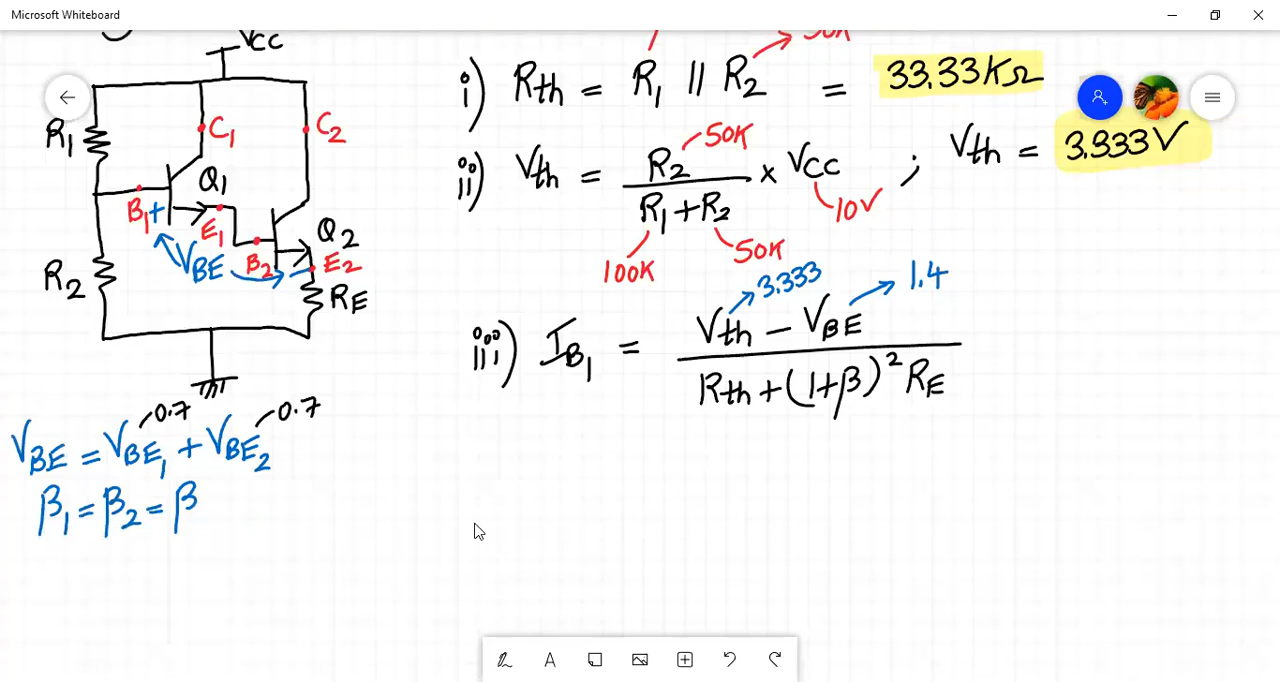 Microsoft Whiteboard
VCC
R1
C1
C2
Q1
B1 +
E1
VBE
B2
Q2
E2
R2
RE
VBE = VBE1 + VBE2
0.7
0.7
β1 = β2 = β
i) Rth = R1 || R2 = 33.33KΩ
50K
ii) Vth = R2 / R1 + R2 × VCC ; Vth = 3.333V
50K
10V
100K
50K
iii) IB1 = Vth − VBE / Rth + (1+β)² RE
3.333
1.4